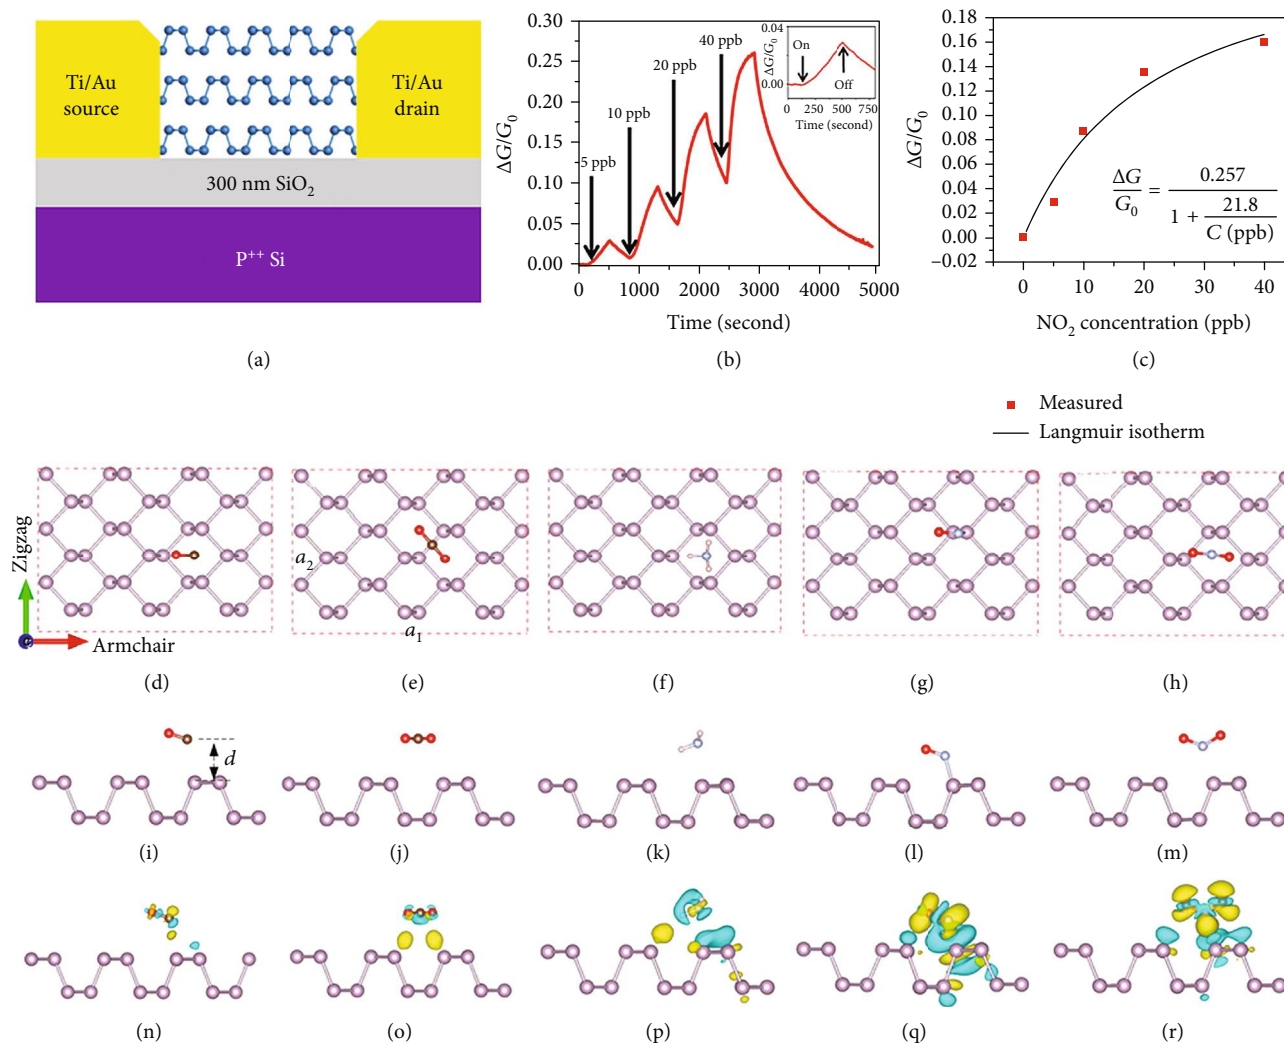 Ti/Au
source
Ti/Au
drain
300 nm SiO₂
P⁺⁺ Si
(a)
ΔG/G₀
0.30
0.25
0.20
0.15
0.10
0.05
0.00
5 ppb
10 ppb
20 ppb
40 ppb
0
1000
2000
3000
4000
5000
Time (second)
ΔG/G₀
0.04
0.00
On
Off
0
250
500
750
Time (second)
(b)
ΔG/G₀
0.18
0.16
0.14
0.12
0.10
0.08
0.06
0.04
0.02
0.00
−0.02
ΔG/G₀ = 0.257/(1 + 21.8/C (ppb))
0
10
20
30
40
NO₂ concentration (ppb)
(c)
Measured
Langmuir isotherm
Zigzag
Armchair
a₂
a₁
(d)
(e)
(f)
(g)
(h)
d
(i)
(j)
(k)
(l)
(m)
(n)
(o)
(p)
(q)
(r)